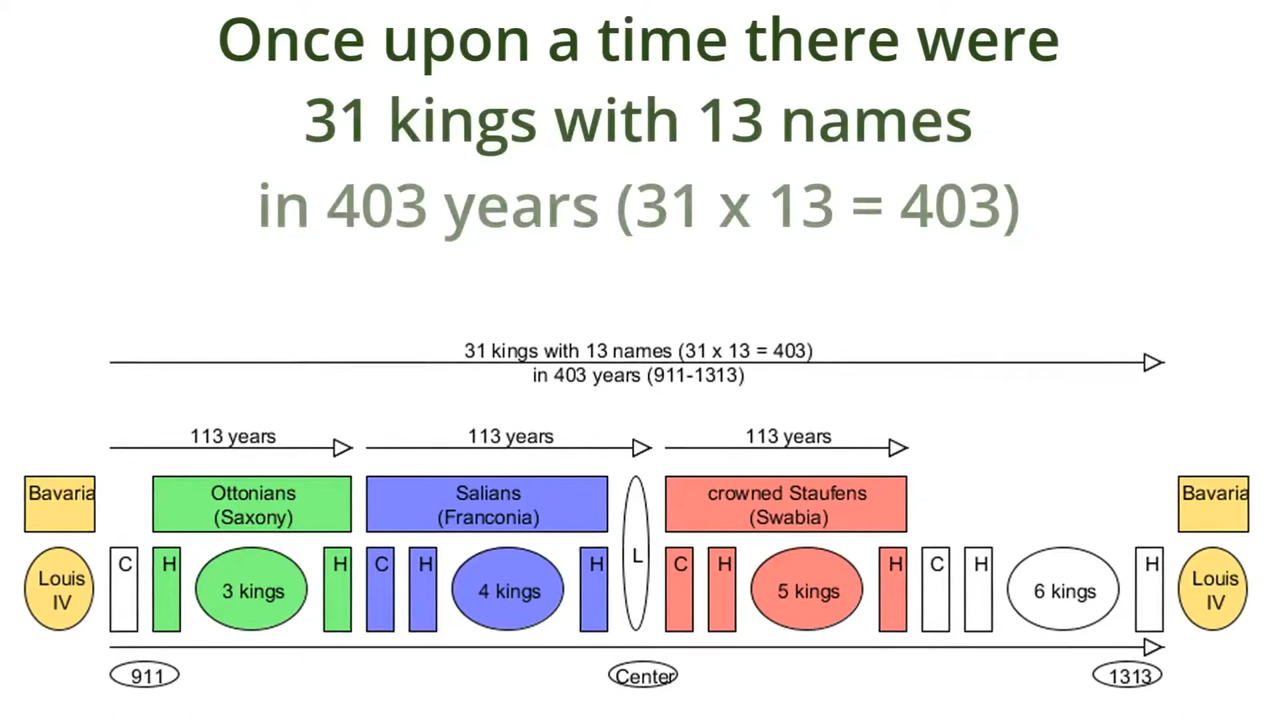 Once upon a time there were
31 kings with 13 names
in 403 years (31 x 13 = 403)
31 kings with 13 names (31 x 13 = 403)
in 403 years (911-1313)
113 years
113 years
113 years
Bavaria
Ottonians
(Saxony)
Salians
(Franconia)
crowned Staufens
(Swabia)
Bavaria
Louis
IV
C
H
3 kings
H
C
H
4 kings
H
L
C
H
5 kings
H
C
H
6 kings
H
Louis
IV
911
Center
1313